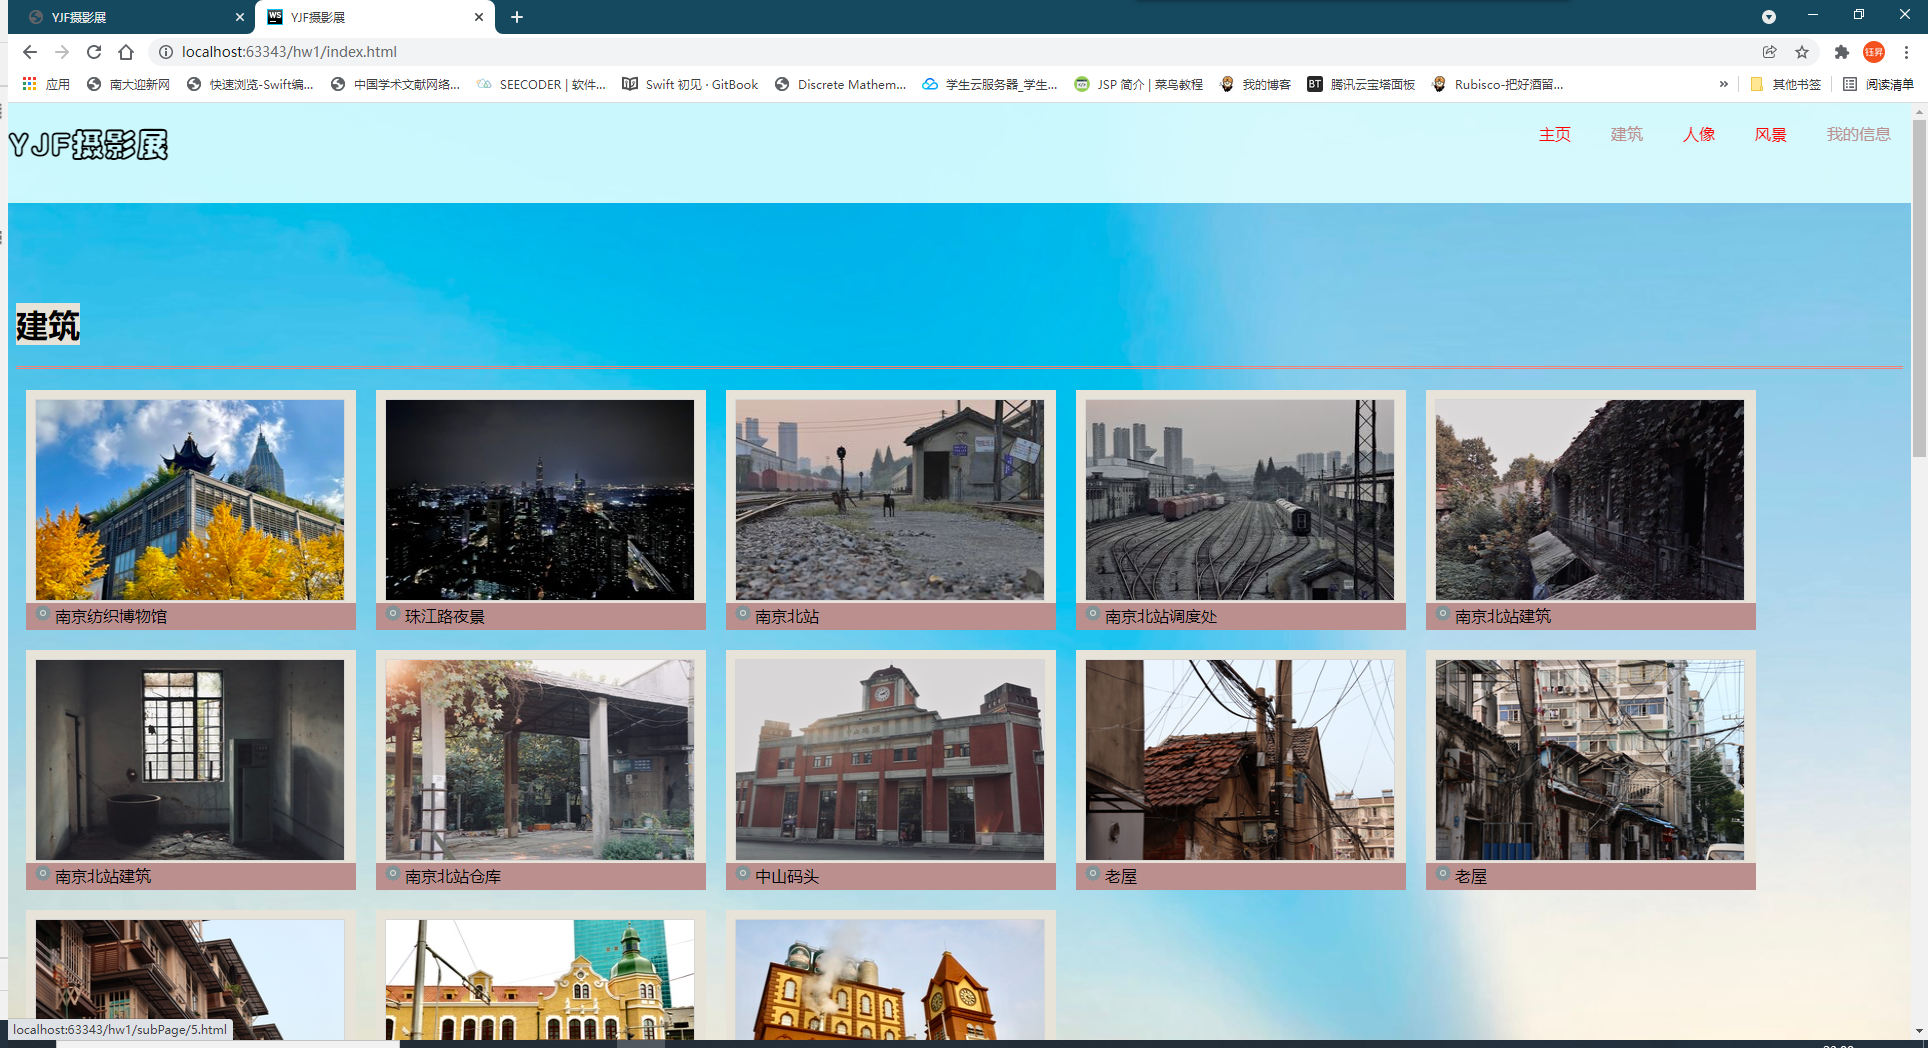 YJF摄影展
YJF摄影展
localhost:63343/hw1/index.html
钰昇
应用
南大迎新网
快速浏览-Swift编...
中国学术文献网络...
SEECODER | 软件...
Swift 初见 · GitBook
Discrete Mathem...
学生云服务器_学生...
JSP 简介 | 菜鸟教程
我的博客
BT 腾讯云宝塔面板
Rubisco-把好酒留...
»
其他书签
阅读清单
YJF摄影展
主页 建筑 人像 风景 我的信息
建筑
南京纺织博物馆
珠江路夜景
南京北站
南京北站调度处
南京北站建筑
南京北站建筑
南京北站仓库
中山码头
老屋
老屋
localhost:63343/hw1/subPage/5.html